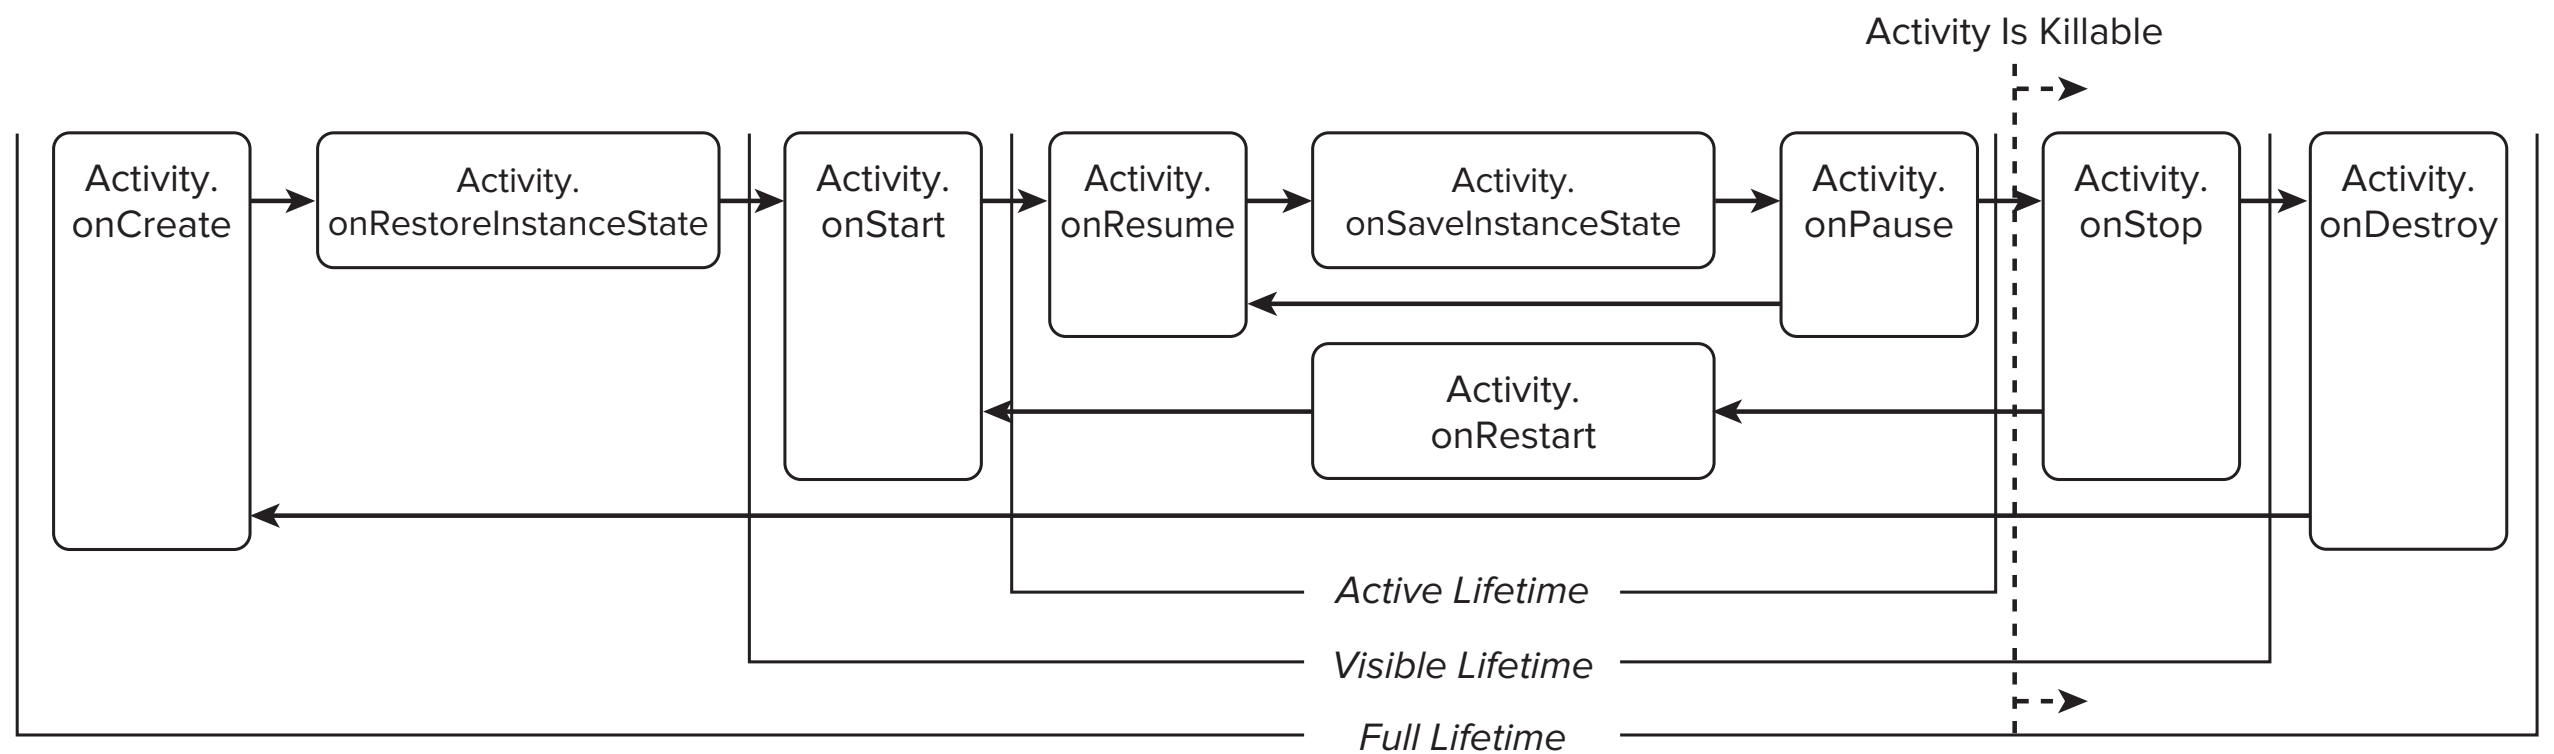 Activity Is Killable
Activity.
onCreate
Activity.
onRestoreInstanceState
Activity.
onStart
Activity.
onResume
Activity.
onSaveInstanceState
Activity.
onPause
Activity.
onStop
Activity.
onDestroy
Activity.
onRestart
Active Lifetime
Visible Lifetime
Full Lifetime